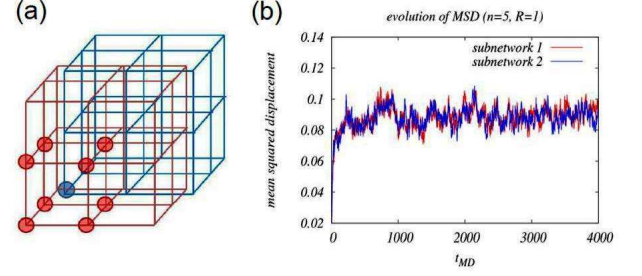 (a)
(b)
evolution of MSD (n=5, R=1)
subnetwork 1
subnetwork 2
mean squared displacement
0.14
0.12
0.1
0.08
0.06
0.04
0.02
0
1000
2000
3000
4000
t_MD